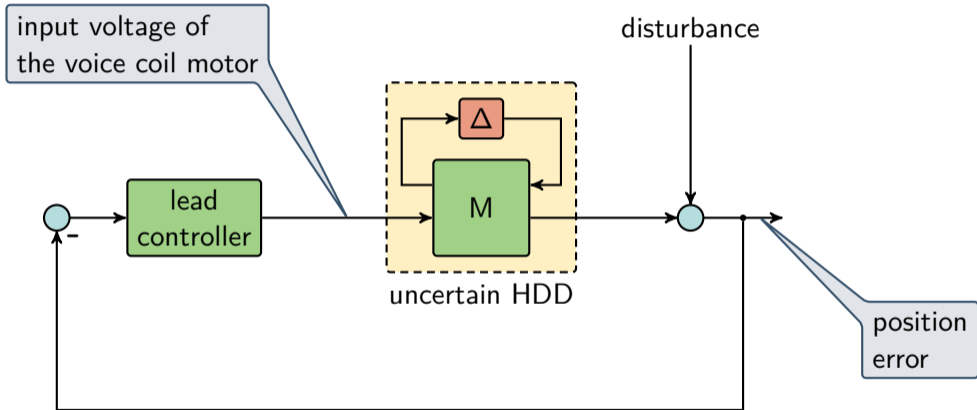 input voltage of
the voice coil motor
disturbance
Δ
lead
controller
M
-
uncertain HDD
position
error